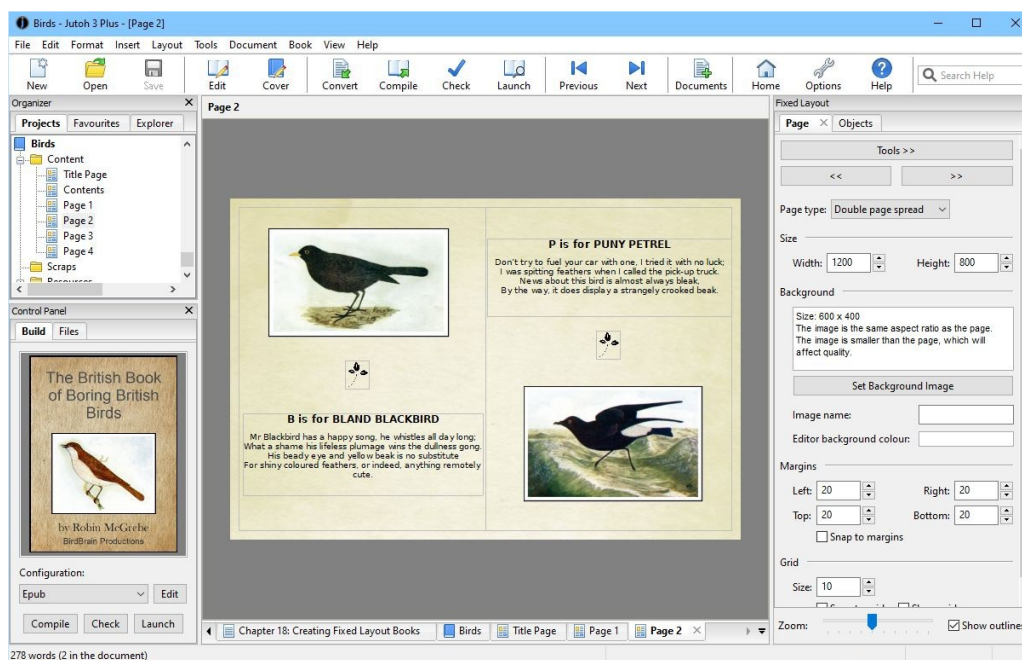 Birds - Jutoh 3 Plus - [Page 2]
File Edit Format Insert Layout Tools Document Book View Help
New Open Save Edit Cover Convert Compile Check Launch Previous Next Documents Home Options Help Search Help
Organizer
Projects Favourites Explorer
Birds
Content
Title Page
Contents
Page 1
Page 2
Page 3
Page 4
Scraps
Resources
Control Panel
Build Files
The British Book
of Boring British
Birds
by Robin McGrebe
BirdBrain Productions
Configuration:
Epub Edit
Compile Check Launch
Page 2
B is for BLAND BLACKBIRD
Mr Blackbird has a happy song, he whistles all day long;
What a shame his lifeless plumage wins the dullness gong.
His beady eye and yellow beak is no substitute
For shiny coloured feathers, or indeed, anything remotely
cute.
P is for PUNY PETREL
Don't try to fuel your car with one, I tried it with no luck;
I was spitting feathers when I called the pick-up truck.
News about this bird is almost always bleak,
By the way, it does display a strangely crooked beak.
Chapter 18: Creating Fixed Layout Books Birds Title Page Page 1 Page 2
Fixed Layout
Page Objects
Tools >>
<< >>
Page type: Double page spread
Size
Width: 1200 Height: 800
Background
Size: 600 x 400
The image is the same aspect ratio as the page.
The image is smaller than the page, which will
affect quality.
Set Background Image
Image name:
Editor background colour:
Margins
Left: 20 Right: 20
Top: 20 Bottom: 20
Snap to margins
Grid
Size: 10
Zoom: Show outlines
278 words (2 in the document)